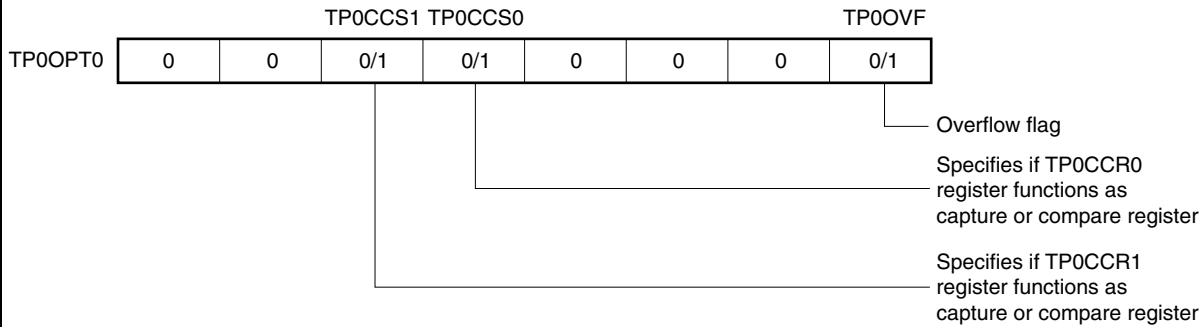 TP0CCS1 TP0CCS0 TP0OVF
TP0OPT0 0 0 0/1 0/1 0 0 0 0/1
Overflow flag
Specifies if TP0CCR0
register functions as
capture or compare register
Specifies if TP0CCR1
register functions as
capture or compare register